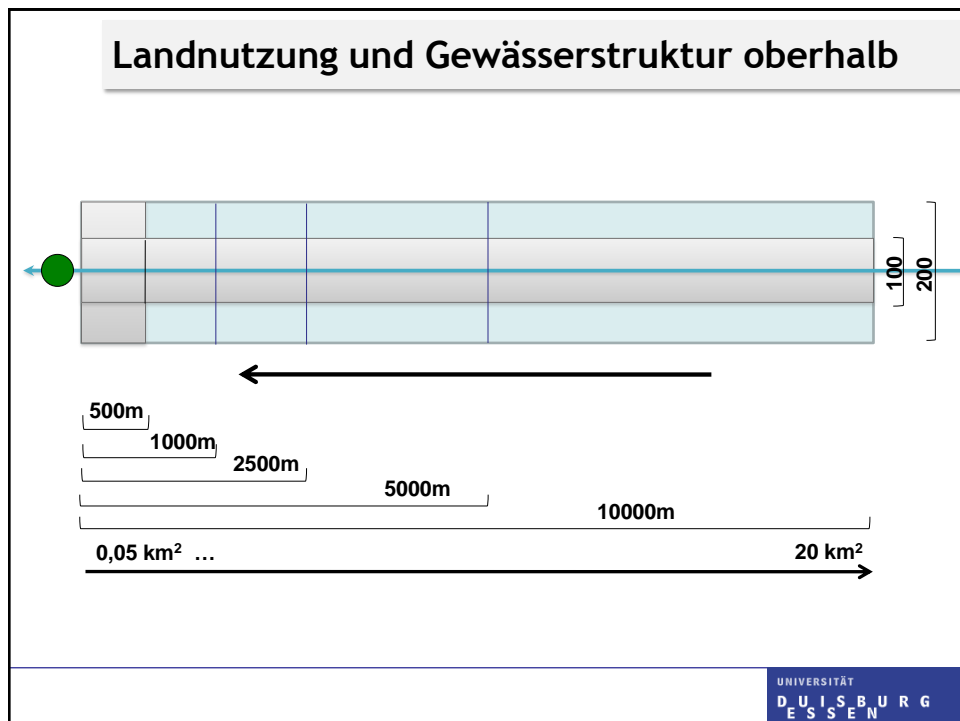 Landnutzung und Gewässerstruktur oberhalb
100
200
500m
1000m
2500m
5000m
10000m
0,05 km² …
20 km²
UNIVERSITÄT
DUISBURG
ESSEN